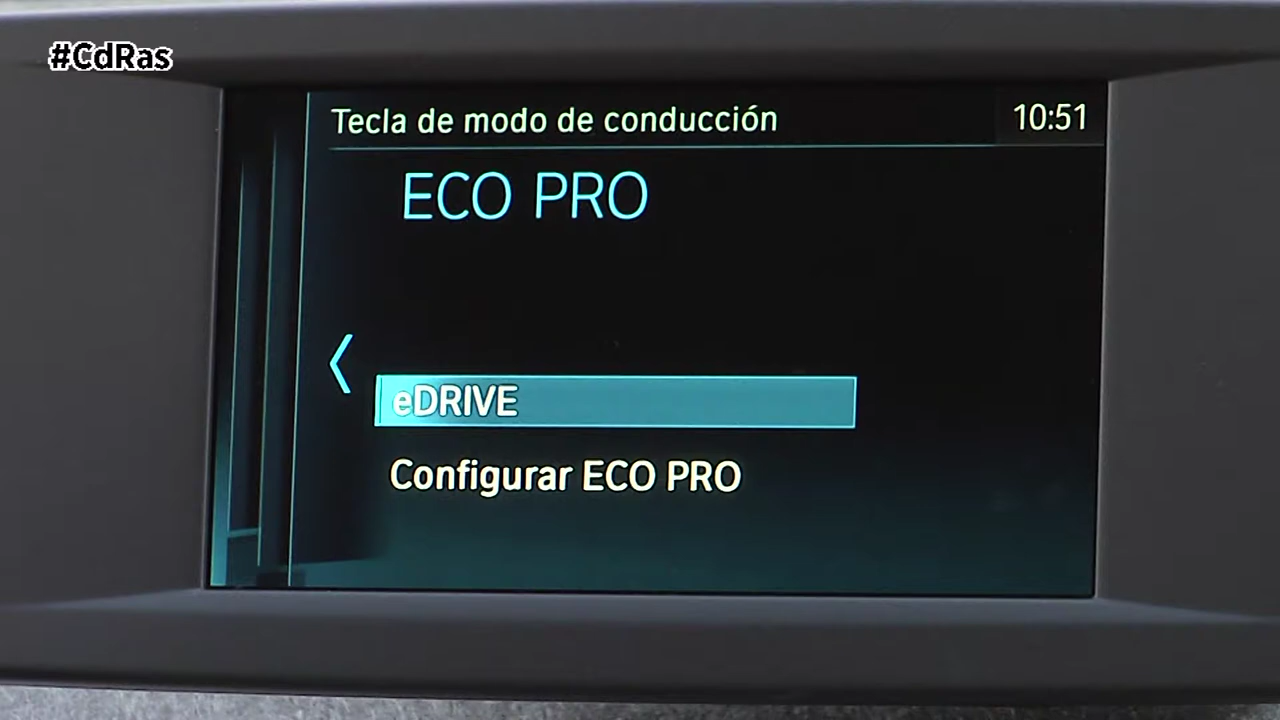 #CdRas
Tecla de modo de conducción
10:51
ECO PRO
eDRIVE
Configurar ECO PRO